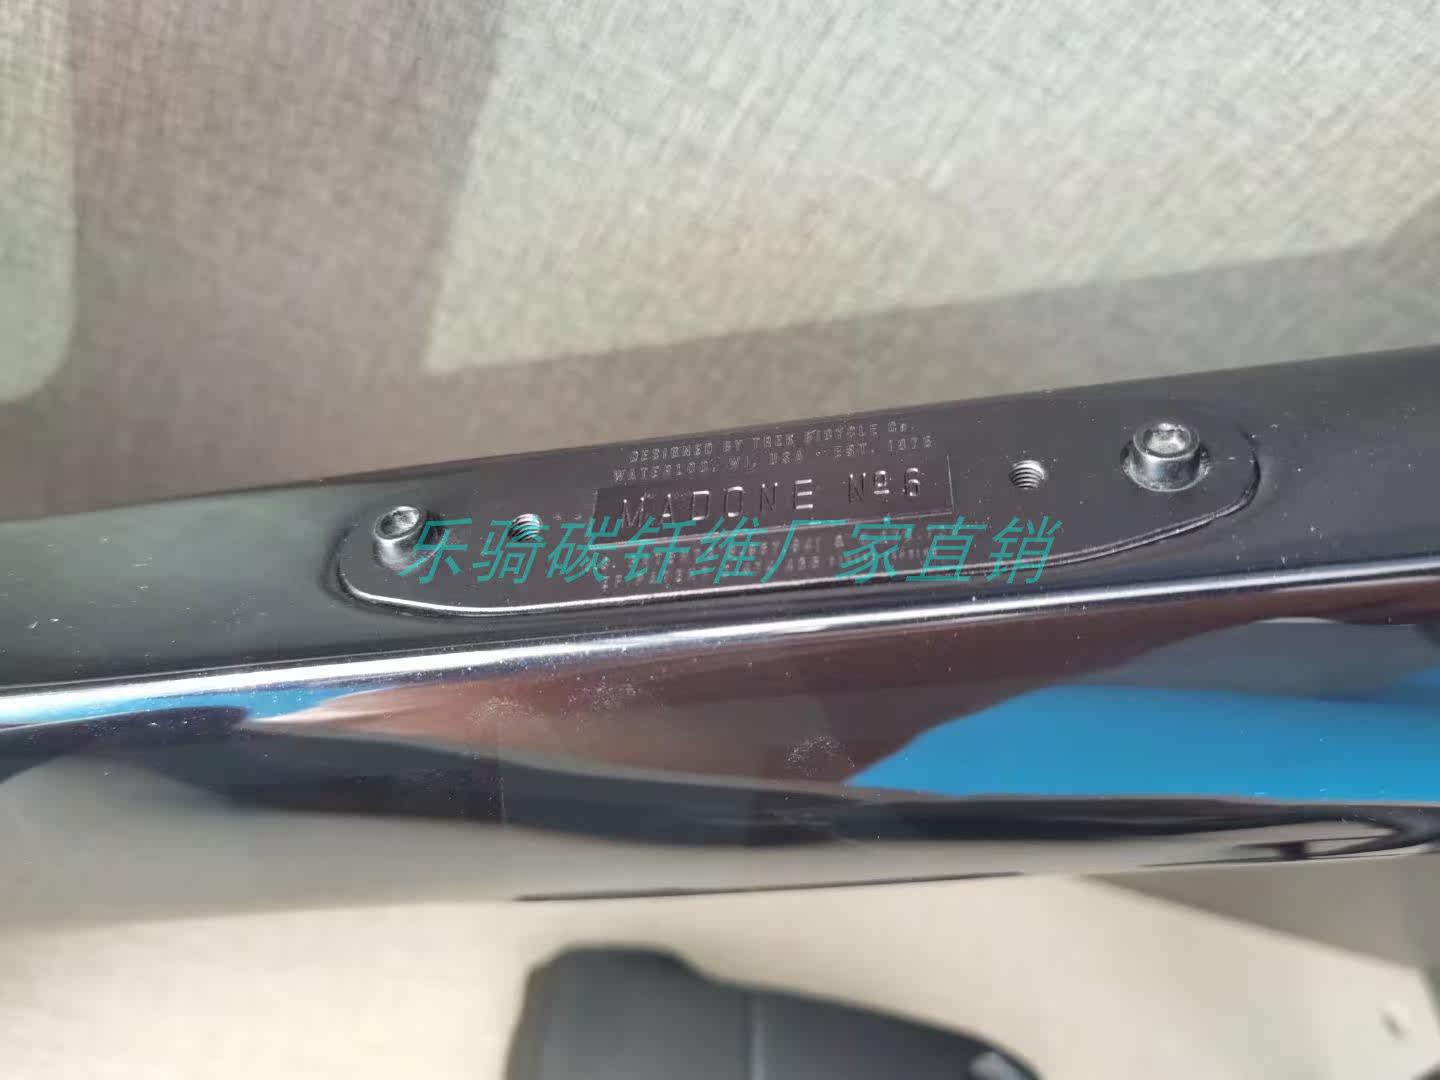 DESIGNED BY TREK BICYCLE Co.
WATERLOO, WI, USA · EST. 1976
MADONE Nº6
乐骑碳钎维厂家直销